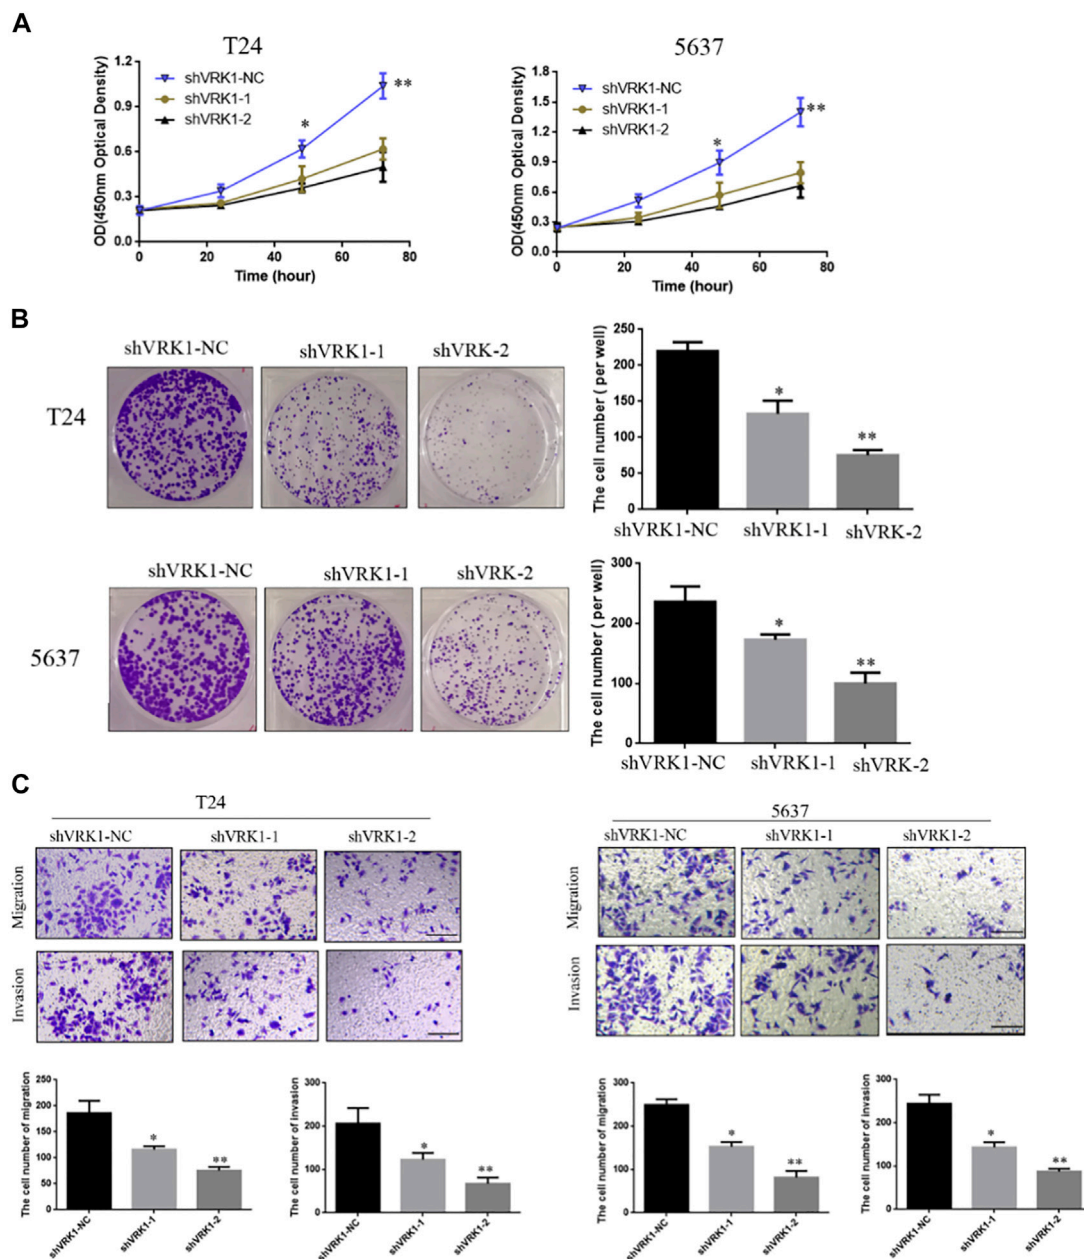 A
T24
1.2
0.9
0.6
0.3
0.0
OD(450nm Optical Density)
shVRK1-NC
shVRK1-1
shVRK1-2
*
**
0 20 40 60 80
Time (hour)
5637
1.8
1.5
1.2
0.9
0.6
0.3
0.0
OD(450nm Optical Density)
shVRK1-NC
shVRK1-1
shVRK1-2
*
**
0 20 40 60 80
Time (hour)
B
shVRK1-NC shVRK1-1 shVRK-2
T24
The cell number ( per well)
250
200
150
100
50
0
*
**
shVRK1-NC shVRK1-1 shVRK-2
shVRK1-NC shVRK1-1 shVRK-2
5637
The cell number ( per well)
300
200
100
0
*
**
shVRK1-NC shVRK1-1 shVRK-2
C
T24
shVRK1-NC shVRK1-1 shVRK1-2
Migration
Invasion
5637
shVRK1-NC shVRK1-1 shVRK1-2
Migration
Invasion
The cell number of migration
250
200
150
100
50
0
*
**
shVRK1-NC shVRK1-1 shVRK1-2
The cell number of invasion
300
200
100
0
*
**
shVRK1-NC shVRK1-1 shVRK1-2
The cell number of migration
300
200
100
0
*
**
shVRK1-NC shVRK1-1 shVRK1-2
The cell number of invasion
300
200
100
0
*
**
shVRK1-NC shVRK1-1 shVRK1-2